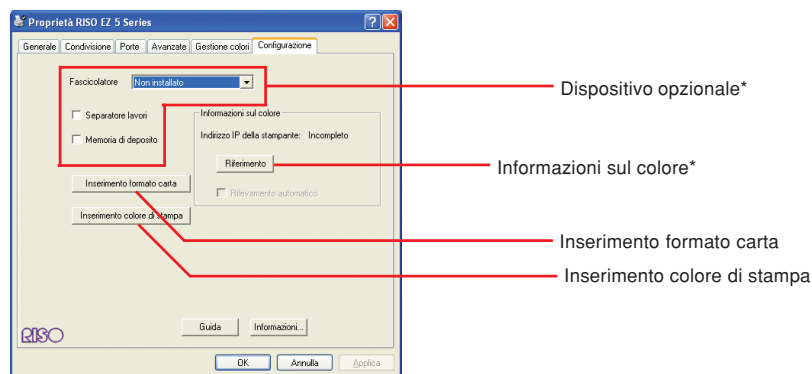 Proprietà RISO EZ 5 Series
Generale Condivisione Porte Avanzate Gestione colori Configurazione
Fascicolatore Non installato
Separatore lavori
Memoria di deposito
Informazioni sul colore
Indirizzo IP della stampante: Incompleto
Riferimento
Rilevamento automatico
Inserimento formato carta
Inserimento colore di stampa
Guida Informazioni...
RISO
OK Annulla Applica
Dispositivo opzionale*
Informazioni sul colore*
Inserimento formato carta
Inserimento colore di stampa